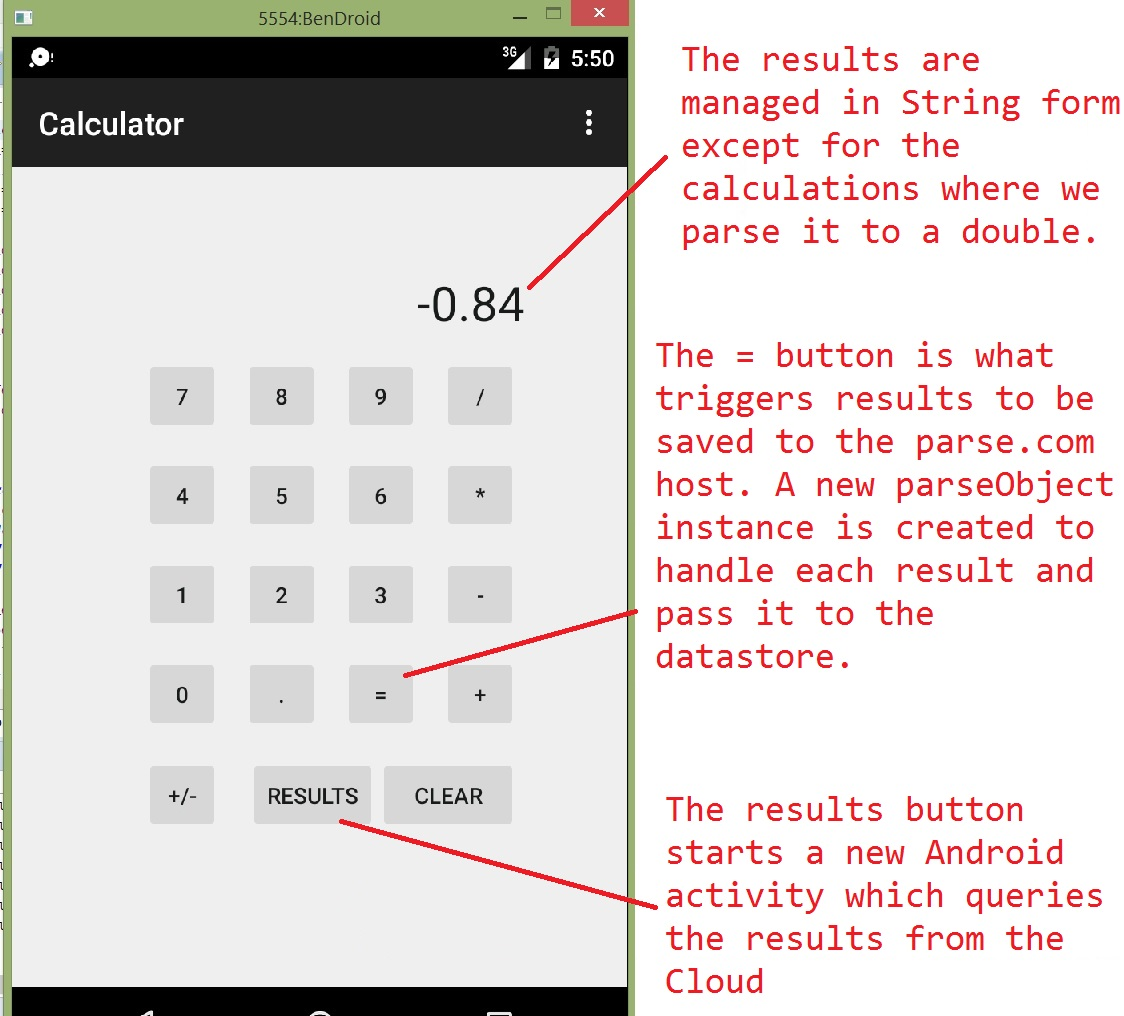 5554:BenDroid
3G 5:50
Calculator
-0.84
7 8 9 /
4 5 6 *
1 2 3 -
0 . = +
+/- RESULTS CLEAR
The results are
managed in String form
except for the
calculations where we
parse it to a double.
The = button is what
triggers results to be
saved to the parse.com
host. A new parseObject
instance is created to
handle each result and
pass it to the
datastore.
The results button
starts a new Android
activity which queries
the results from the
Cloud